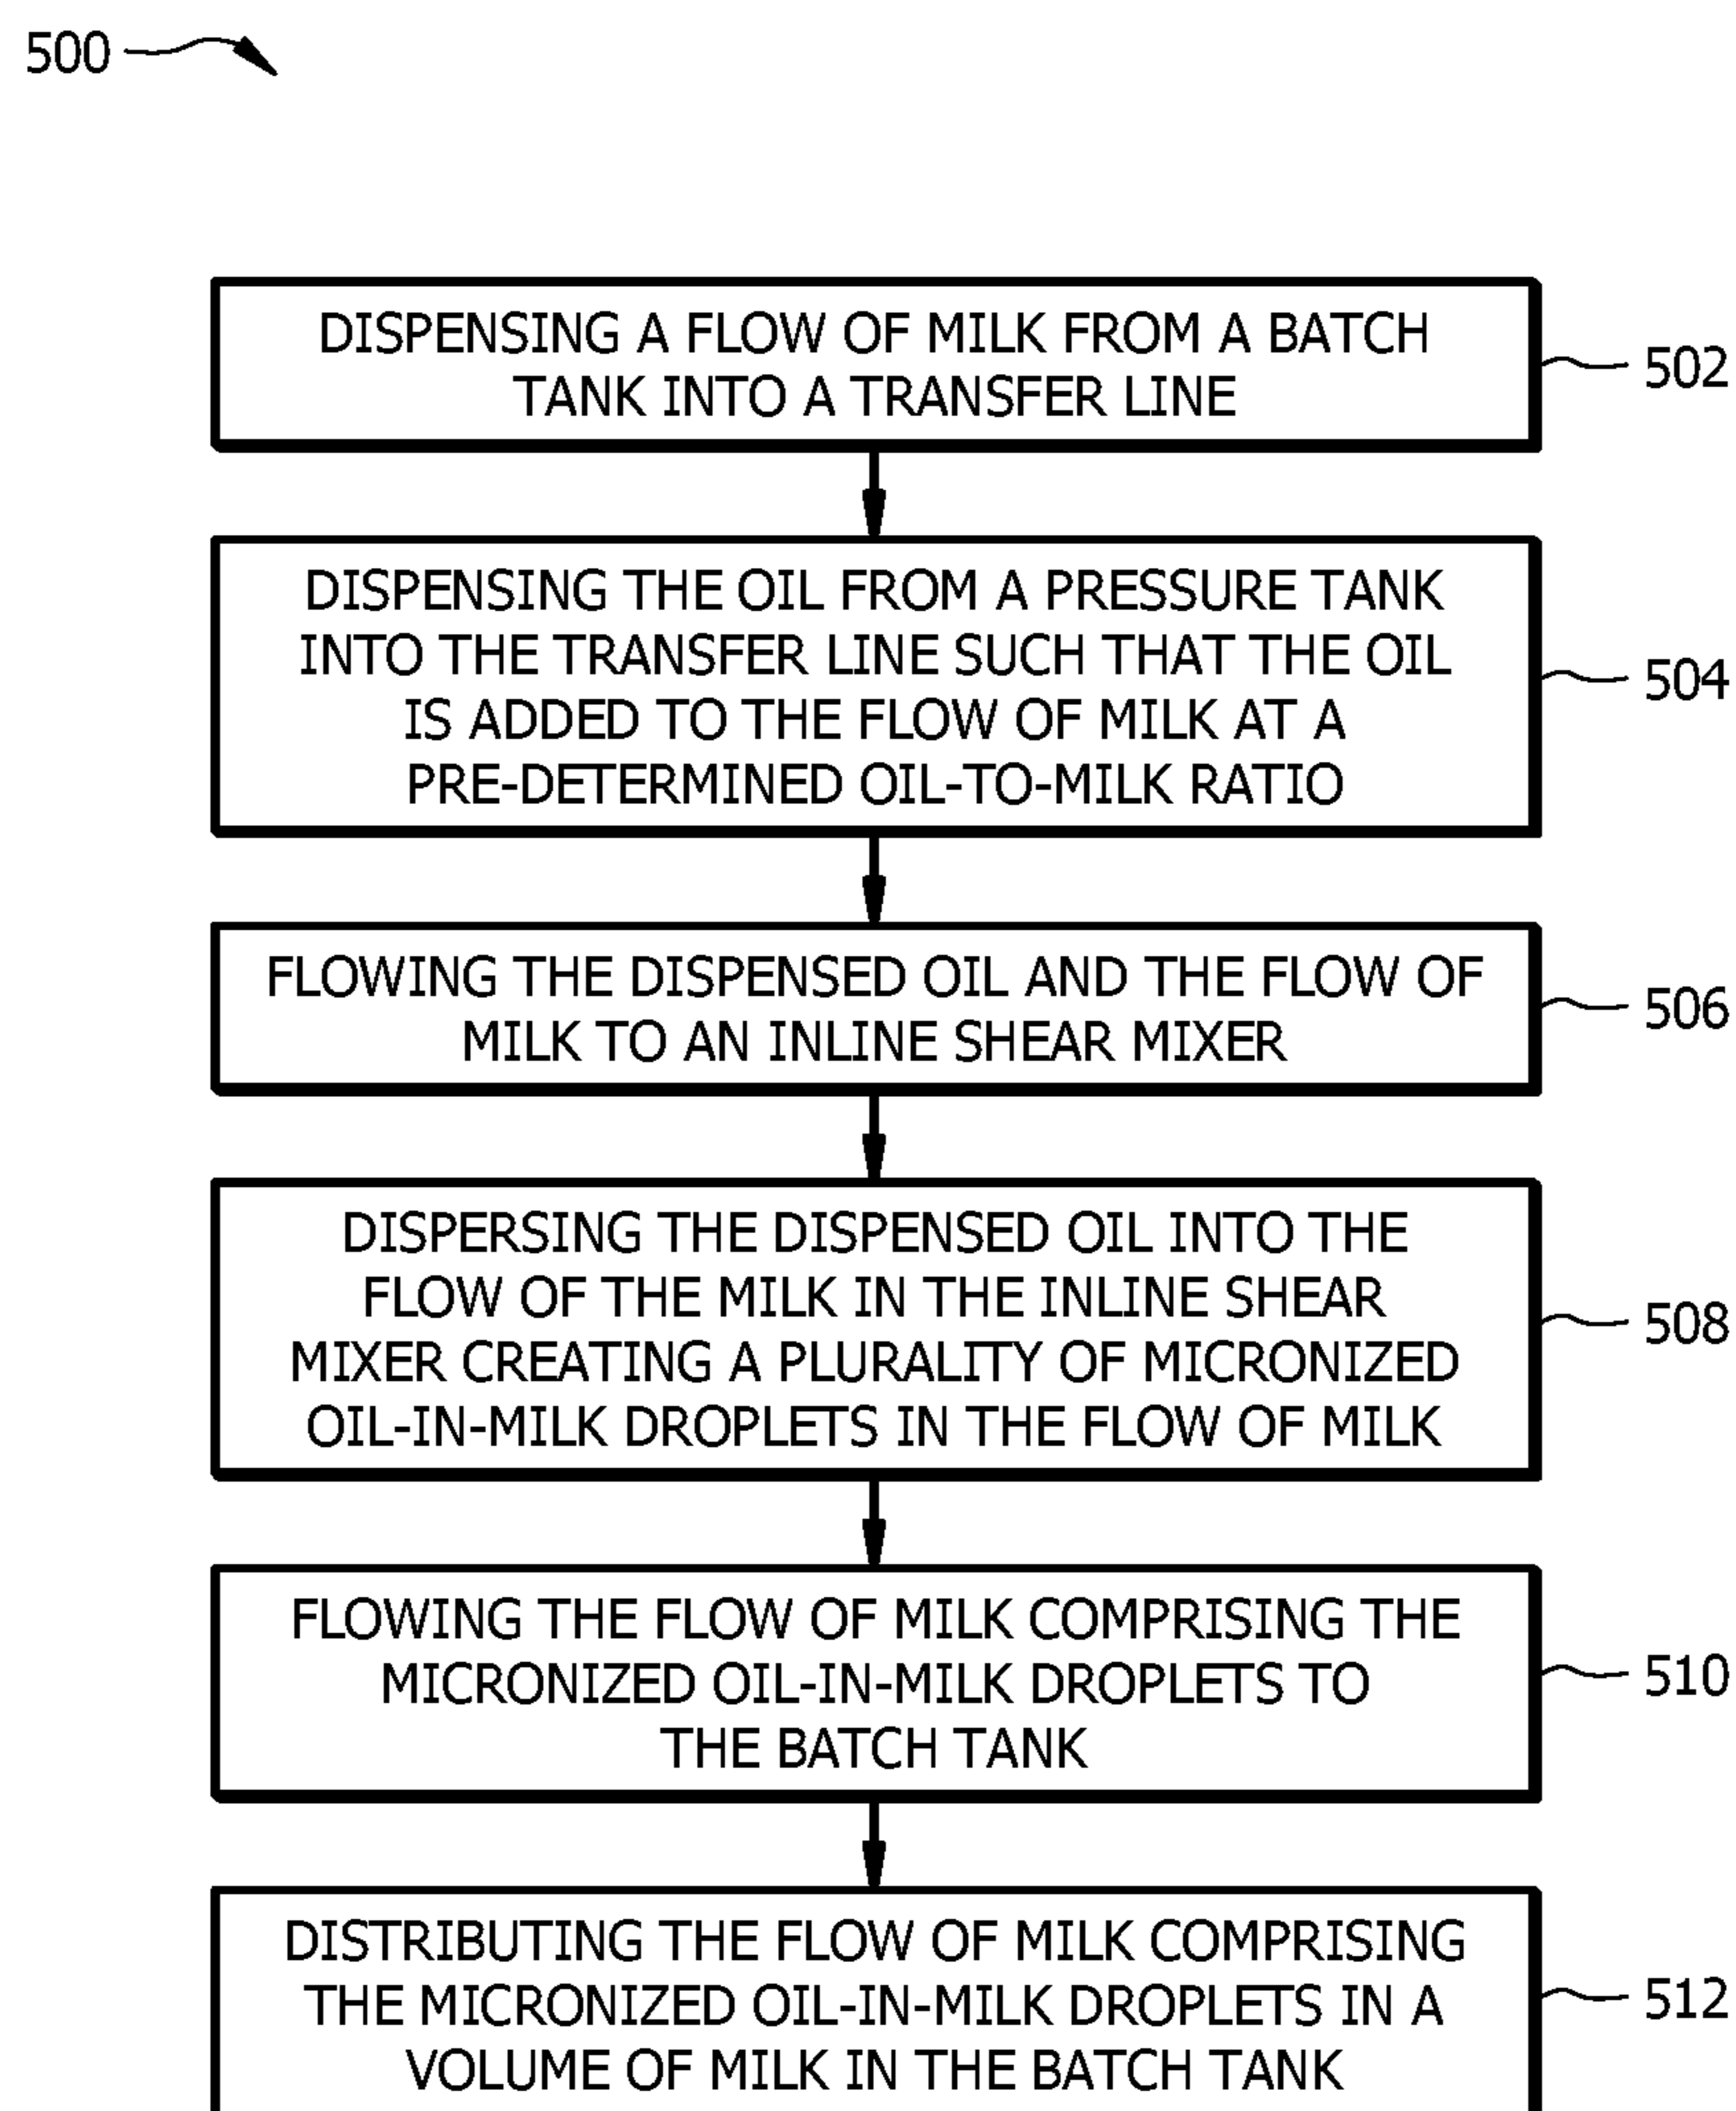 500
DISPENSING A FLOW OF MILK FROM A BATCH
TANK INTO A TRANSFER LINE
502
DISPENSING THE OIL FROM A PRESSURE TANK
INTO THE TRANSFER LINE SUCH THAT THE OIL
IS ADDED TO THE FLOW OF MILK AT A
PRE-DETERMINED OIL-TO-MILK RATIO
504
FLOWING THE DISPENSED OIL AND THE FLOW OF
MILK TO AN INLINE SHEAR MIXER
506
DISPERSING THE DISPENSED OIL INTO THE
FLOW OF THE MILK IN THE INLINE SHEAR
MIXER CREATING A PLURALITY OF MICRONIZED
OIL-IN-MILK DROPLETS IN THE FLOW OF MILK
508
FLOWING THE FLOW OF MILK COMPRISING THE
MICRONIZED OIL-IN-MILK DROPLETS TO
THE BATCH TANK
510
DISTRIBUTING THE FLOW OF MILK COMPRISING
THE MICRONIZED OIL-IN-MILK DROPLETS IN A
VOLUME OF MILK IN THE BATCH TANK
512